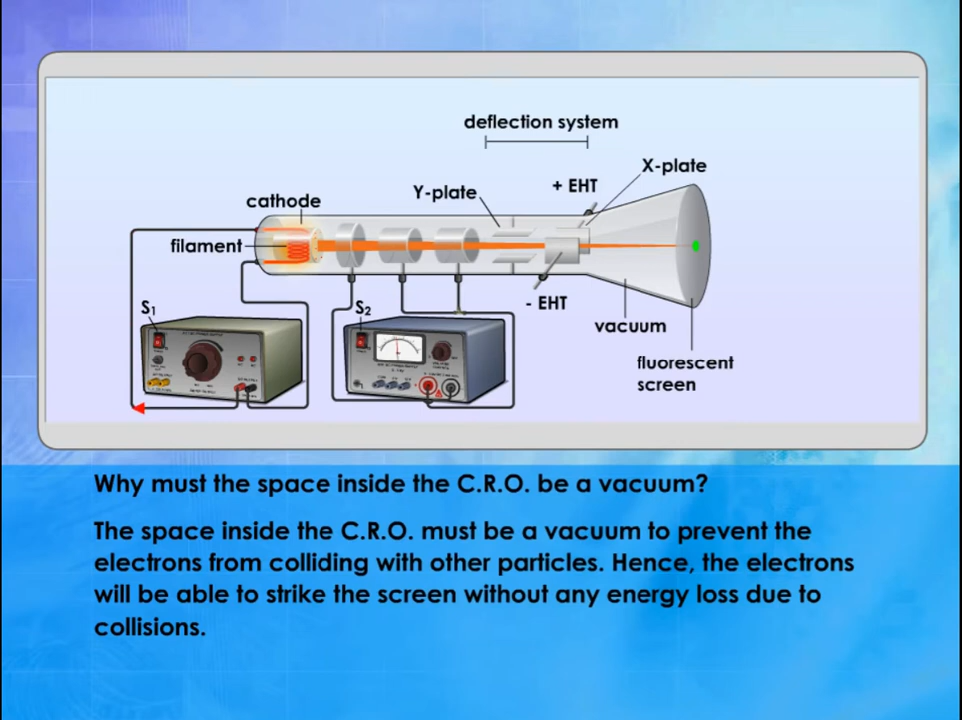 deflection system
X-plate
+ EHT
Y-plate
cathode
filament
- EHT
S1
S2
vacuum
fluorescent
screen
Why must the space inside the C.R.O. be a vacuum?
The space inside the C.R.O. must be a vacuum to prevent the
electrons from colliding with other particles. Hence, the electrons
will be able to strike the screen without any energy loss due to
collisions.